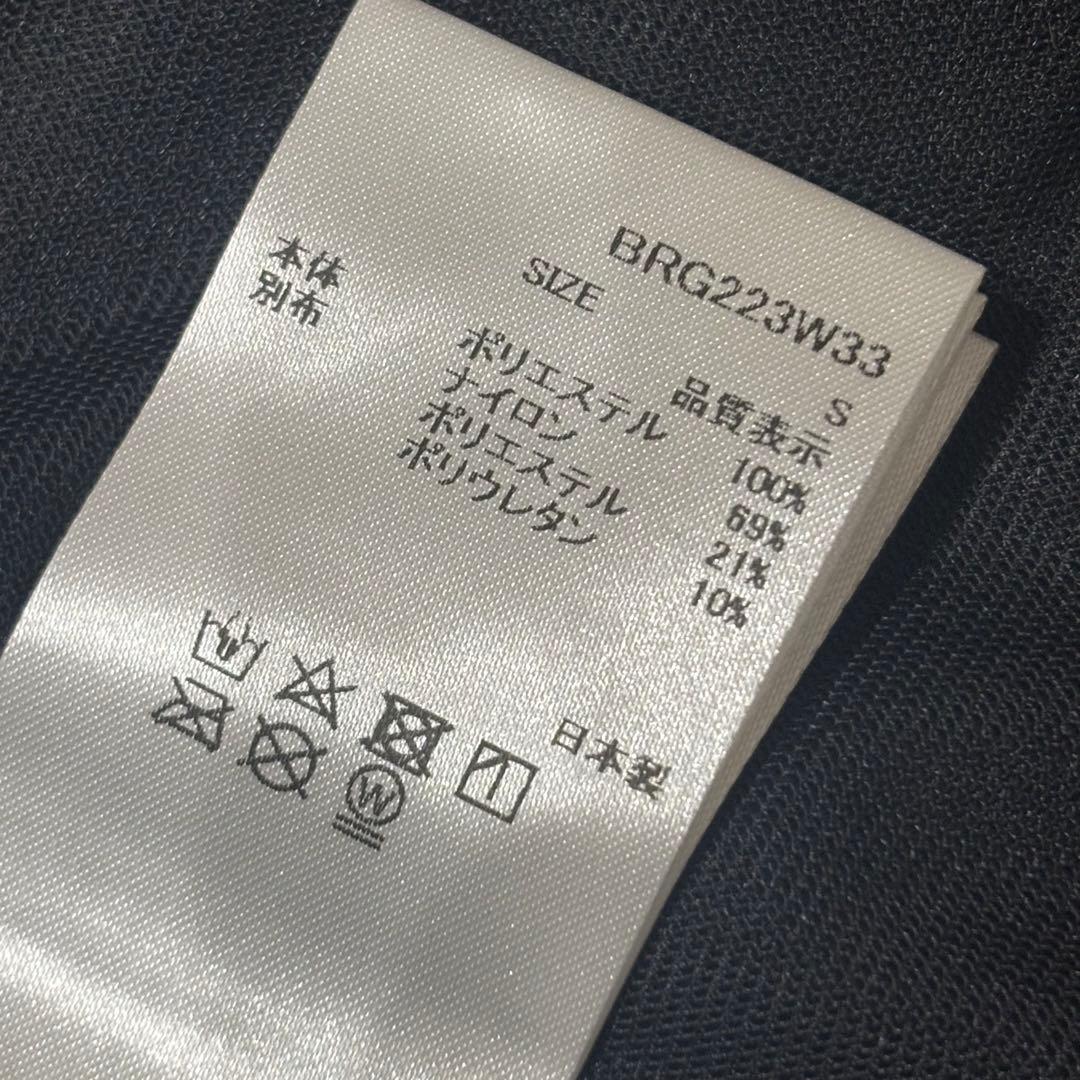 BRG223W33
SIZE S
品質表示
本体 ポリエステル 100%
別布 ナイロン 69%
ポリエステル 21%
ポリウレタン 10%
日本製
W